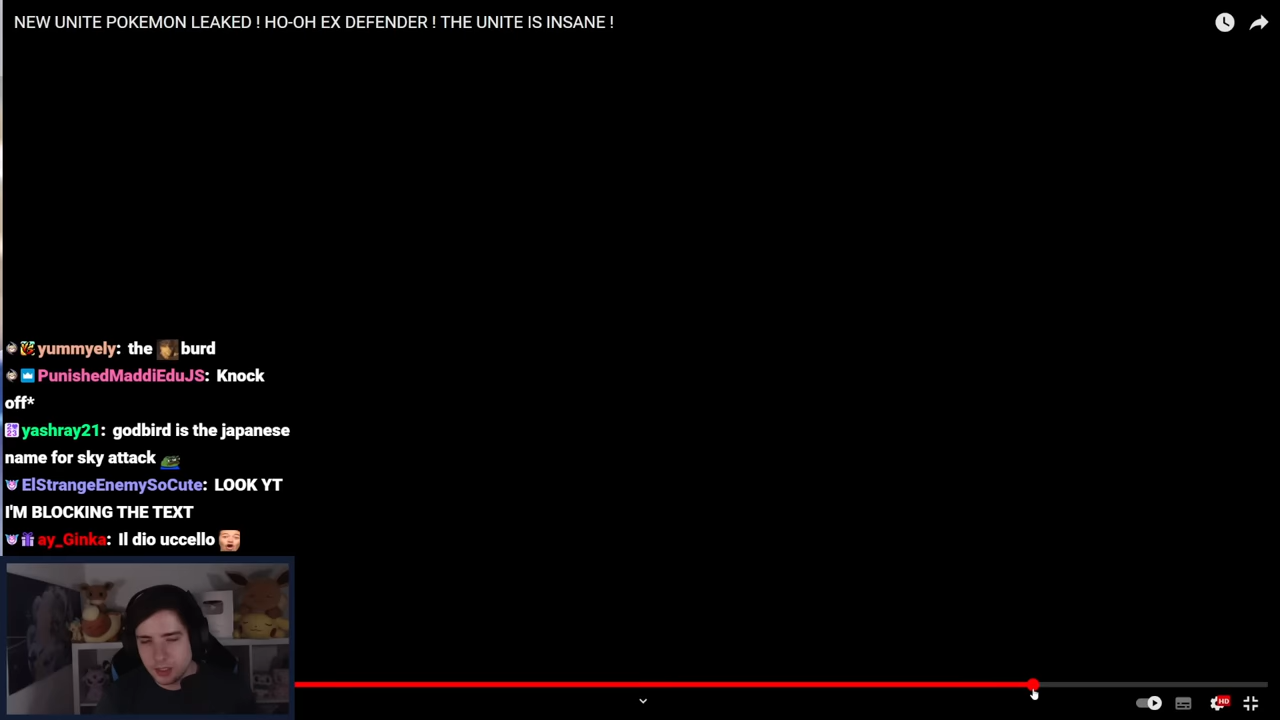 NEW UNITE POKEMON LEAKED ! HO-OH EX DEFENDER ! THE UNITE IS INSANE !
yummyely: the burd
PunishedMaddiEduJS: Knock
off*
yashray21: godbird is the japanese
name for sky attack
ElStrangeEnemySoCute: LOOK YT
I'M BLOCKING THE TEXT
ay_Ginka: Il dio uccello
HD